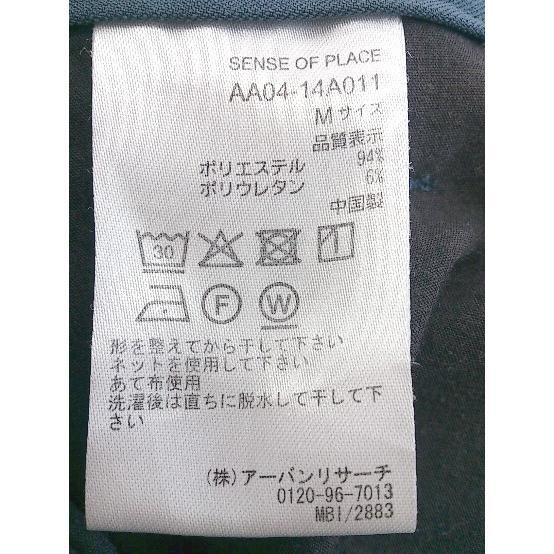 SENSE OF PLACE
AA04-14A011
M サイズ
品質表示
ポリエステル 94%
ポリウレタン 6%
中国製
30
F W
形を整えてから干して下さい
ネットを使用して下さい
あて布使用
洗濯後は直ちに脱水して干して下
さい
(株)アーバンリサーチ
0120-96-7013
MBI/2883